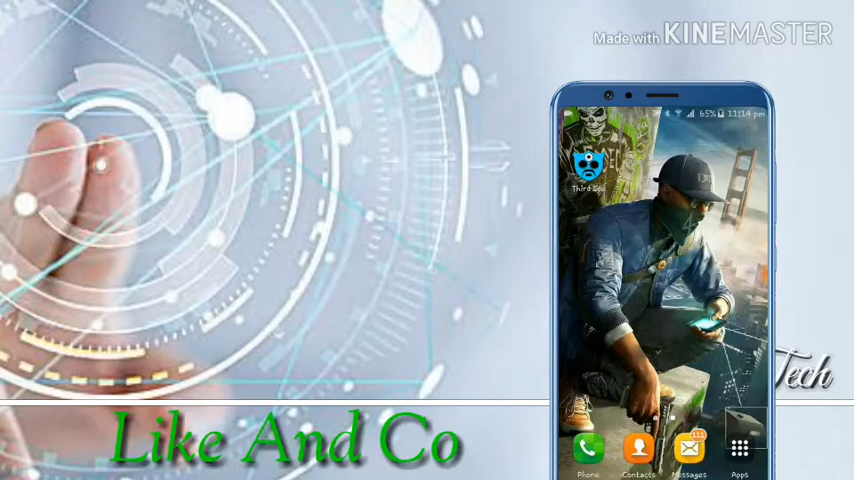 Made with KINEMASTER
65% 11:14 pm
Third Eye
Tech
Like And Co
Phone Contacts Messages Apps